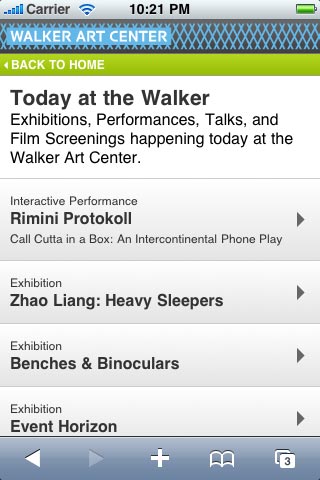 Carrier 10:21 PM
WALKER ART CENTER
BACK TO HOME
Today at the Walker
Exhibitions, Performances, Talks, and
Film Screenings happening today at the
Walker Art Center.
Interactive Performance
Rimini Protokoll
Call Cutta in a Box: An Intercontinental Phone Play
Exhibition
Zhao Liang: Heavy Sleepers
Exhibition
Benches & Binoculars
Exhibition
Event Horizon
3